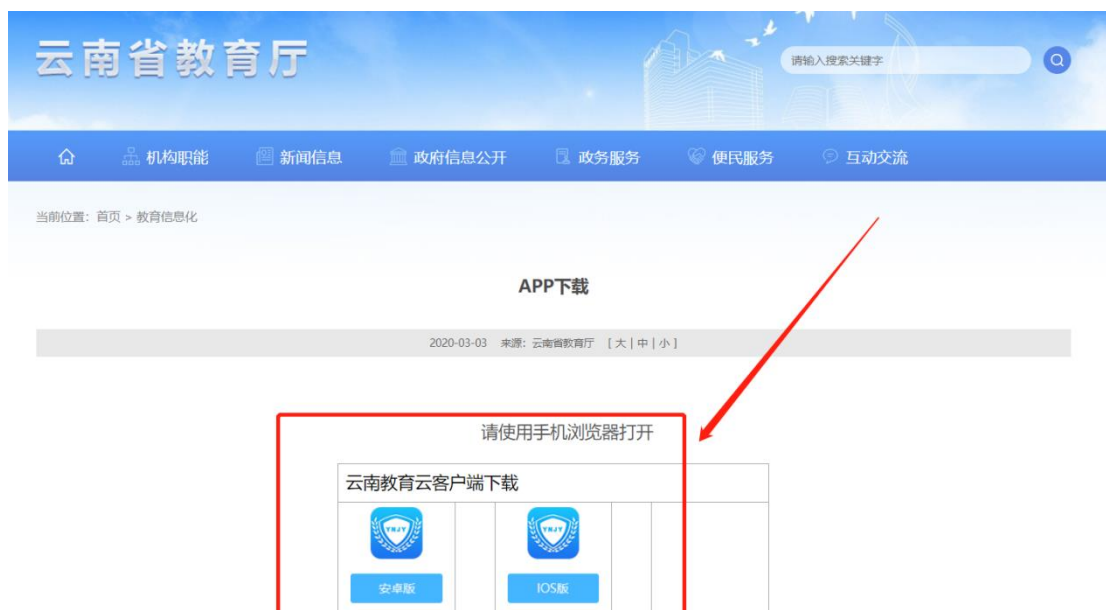 云南省教育厅
请输入搜索关键字
机构职能 新闻信息 政府信息公开 政务服务 便民服务 互动交流
当前位置：首页 > 教育信息化
APP下载
2020-03-03 来源：云南省教育厅 [ 大 | 中 | 小 ]
请使用手机浏览器打开
云南教育云客户端下载
YNJY YNJY
安卓版 IOS版